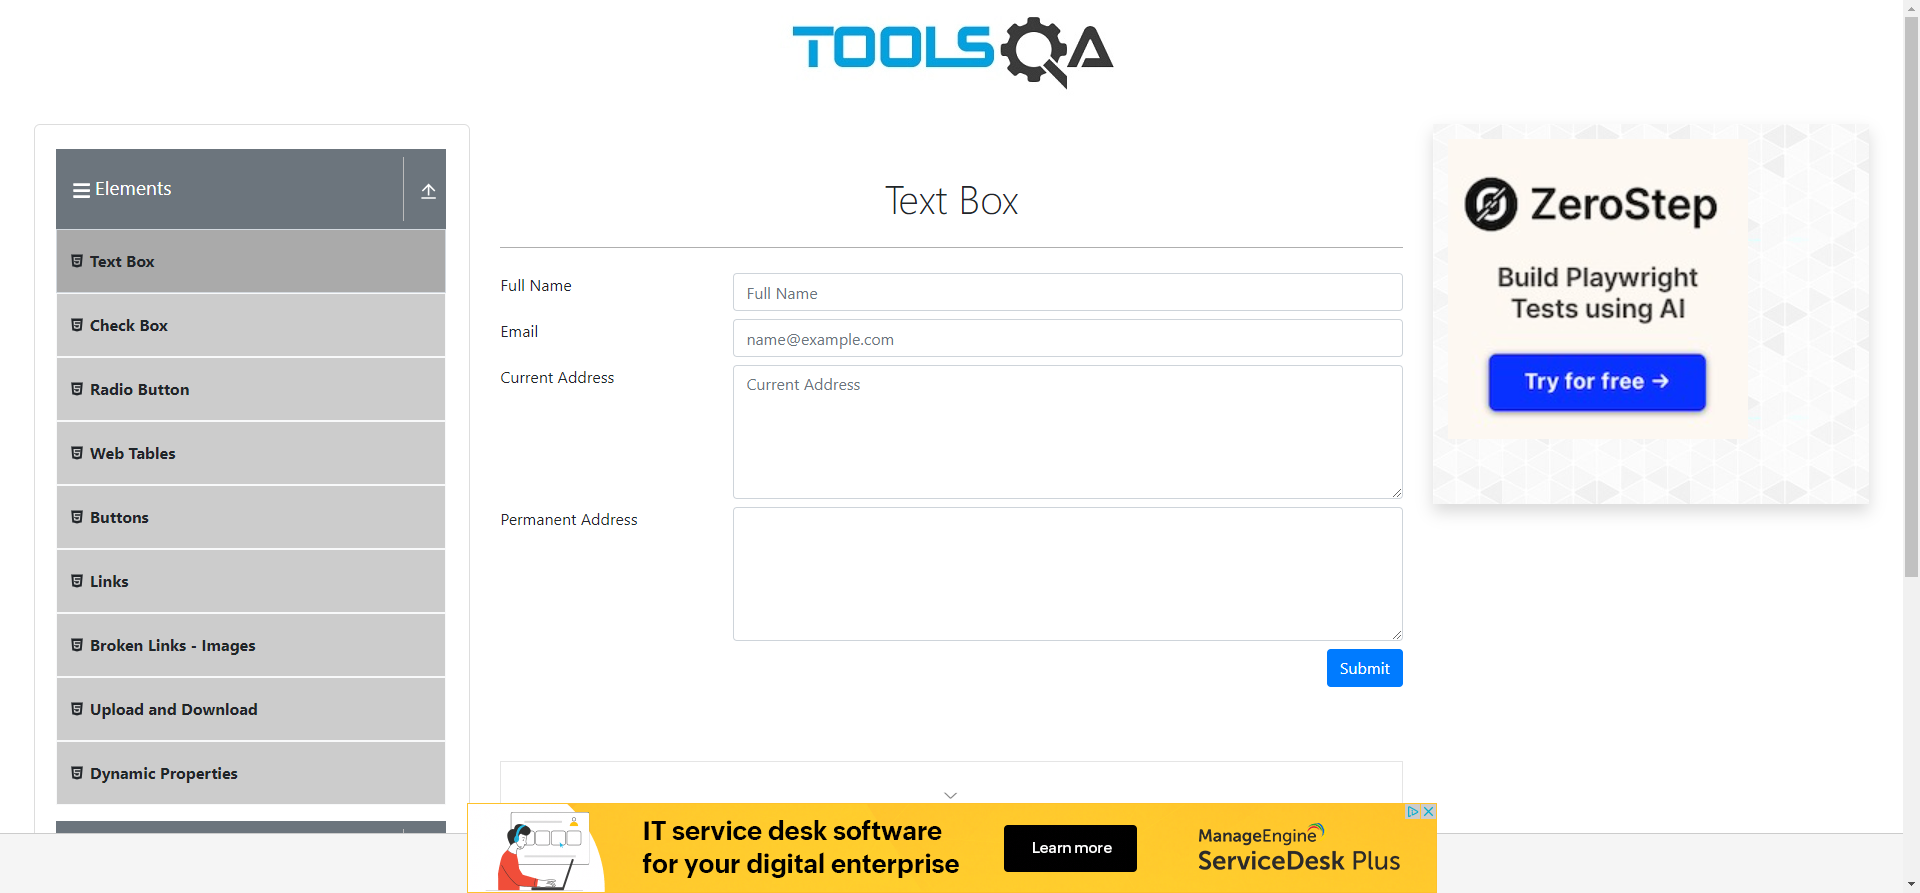 TOOLSQA
Elements
Text Box
Check Box
Radio Button
Web Tables
Buttons
Links
Broken Links - Images
Upload and Download
Dynamic Properties
Text Box
Full Name
Full Name
Email
name@example.com
Current Address
Current Address
Permanent Address
Submit
ZeroStep
Build Playwright
Tests using AI
Try for free →
IT service desk software
for your digital enterprise
Learn more
ManageEngine
ServiceDesk Plus